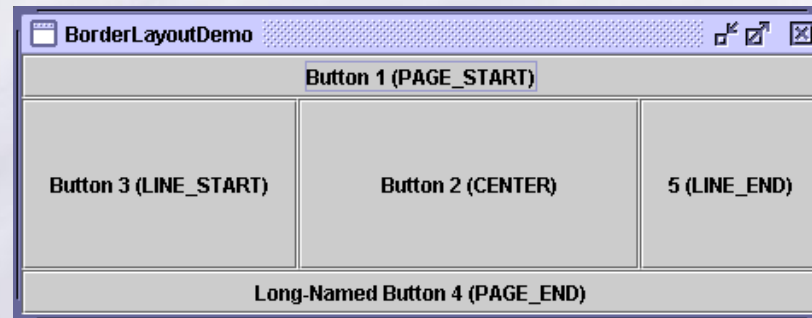 BorderLayoutDemo
Button 1 (PAGE_START)
Button 3 (LINE_START) Button 2 (CENTER) 5 (LINE_END)
Long-Named Button 4 (PAGE_END)